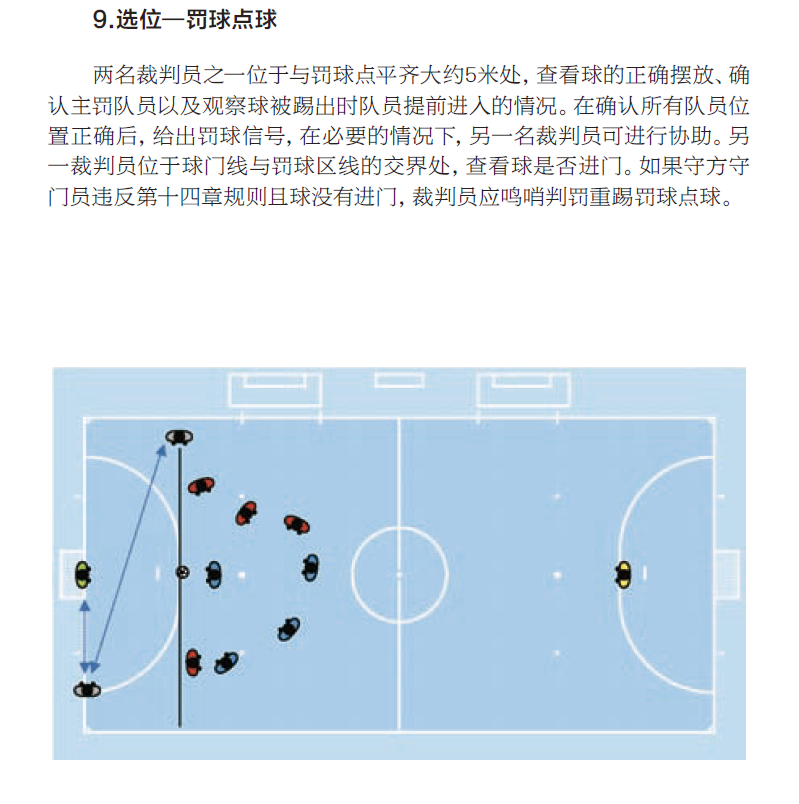 9.选位—罚球点球
两名裁判员之一位于与罚球点平齐大约5米处，查看球的正确摆放、确
认主罚队员以及观察球被踢出时队员提前进入的情况。在确认所有队员位
置正确后，给出罚球信号，在必要的情况下，另一名裁判员可进行协助。另
一裁判员位于球门线与罚球区线的交界处，查看球是否进门。如果守方守
门员违反第十四章规则且球没有进门，裁判员应鸣哨判罚重踢罚球点球。